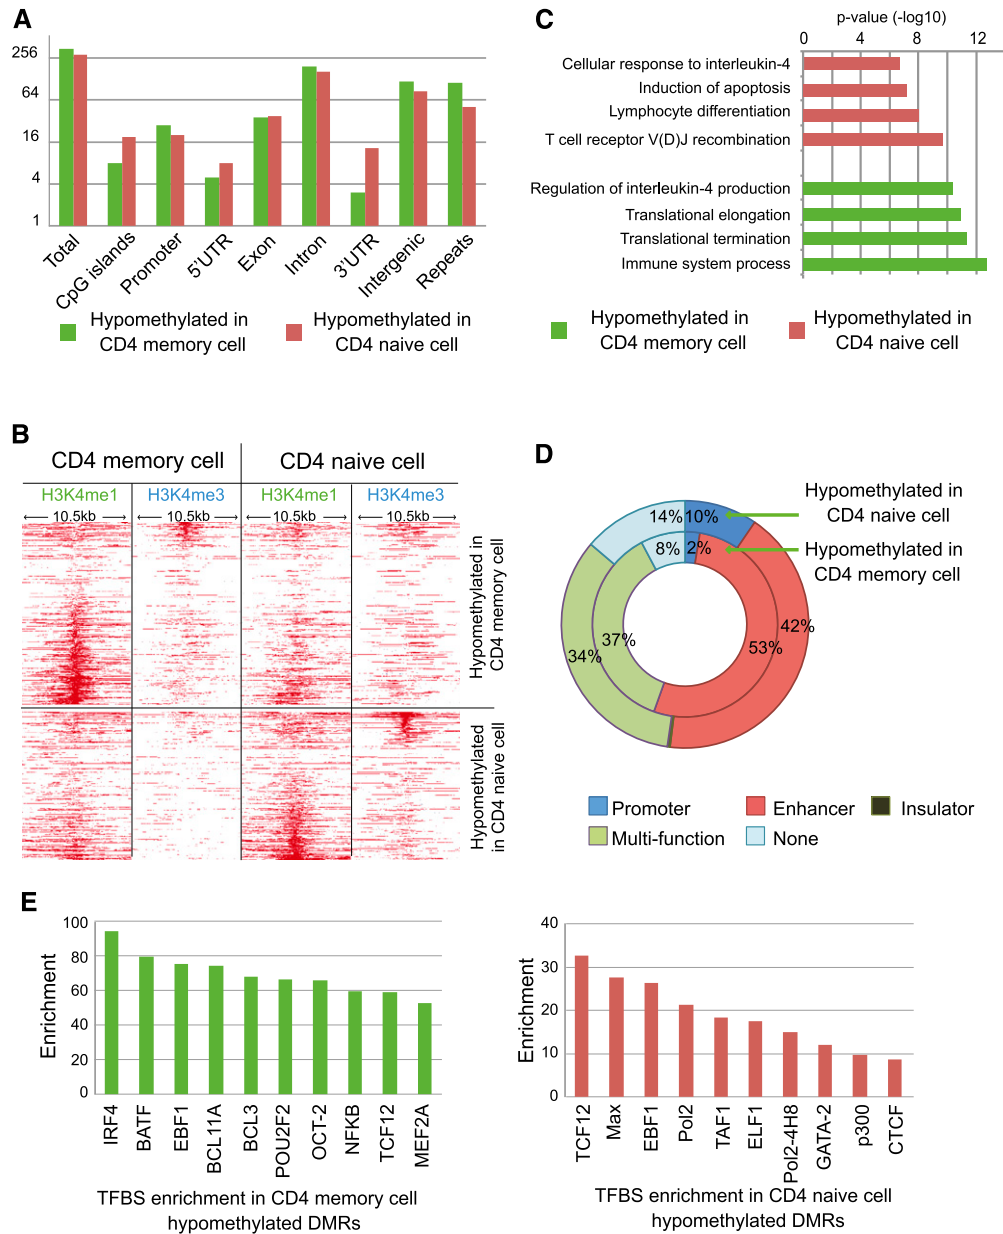 A
256
64
16
4
1
Total
CpG islands
Promoter
5'UTR
Exon
Intron
3'UTR
Intergenic
Repeats
Hypomethylated in
CD4 memory cell
Hypomethylated in
CD4 naive cell
C
p-value (-log10)
0 4 8 12
Cellular response to interleukin-4
Induction of apoptosis
Lymphocyte differentiation
T cell receptor V(D)J recombination
Regulation of interleukin-4 production
Translational elongation
Translational termination
Immune system process
Hypomethylated in
CD4 memory cell
Hypomethylated in
CD4 naive cell
B
CD4 memory cell CD4 naive cell
H3K4me1 H3K4me3 H3K4me1 H3K4me3
10.5kb 10.5kb 10.5kb 10.5kb
Hypomethylated in
CD4 memory cell
Hypomethylated
in CD4 naive cell
D
14% 10%
8% 2%
42%
53%
37%
34%
Hypomethylated in
CD4 naive cell
Hypomethylated in
CD4 memory cell
Promoter Enhancer Insulator
Multi-function None
E
Enrichment
100
80
60
40
20
0
IRF4
BATF
EBF1
BCL11A
BCL3
POU2F2
OCT-2
NFKB
TCF12
MEF2A
TFBS enrichment in CD4 memory cell
hypomethylated DMRs
Enrichment
40
30
20
10
0
TCF12
Max
EBF1
Pol2
TAF1
ELF1
Pol2-4H8
GATA-2
p300
CTCF
TFBS enrichment in CD4 naive cell
hypomethylated DMRs